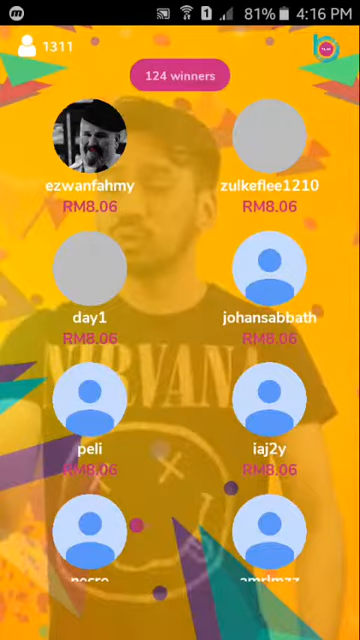 81% 4:16 PM
1311
124 winners
ezwanfahmy
zulkeflee1210
RM8.06
RM8.06
day1
johansabbath
RM8.06
RM8.06
NIRVANA
peli
iaj2y
RM8.06
RM8.06